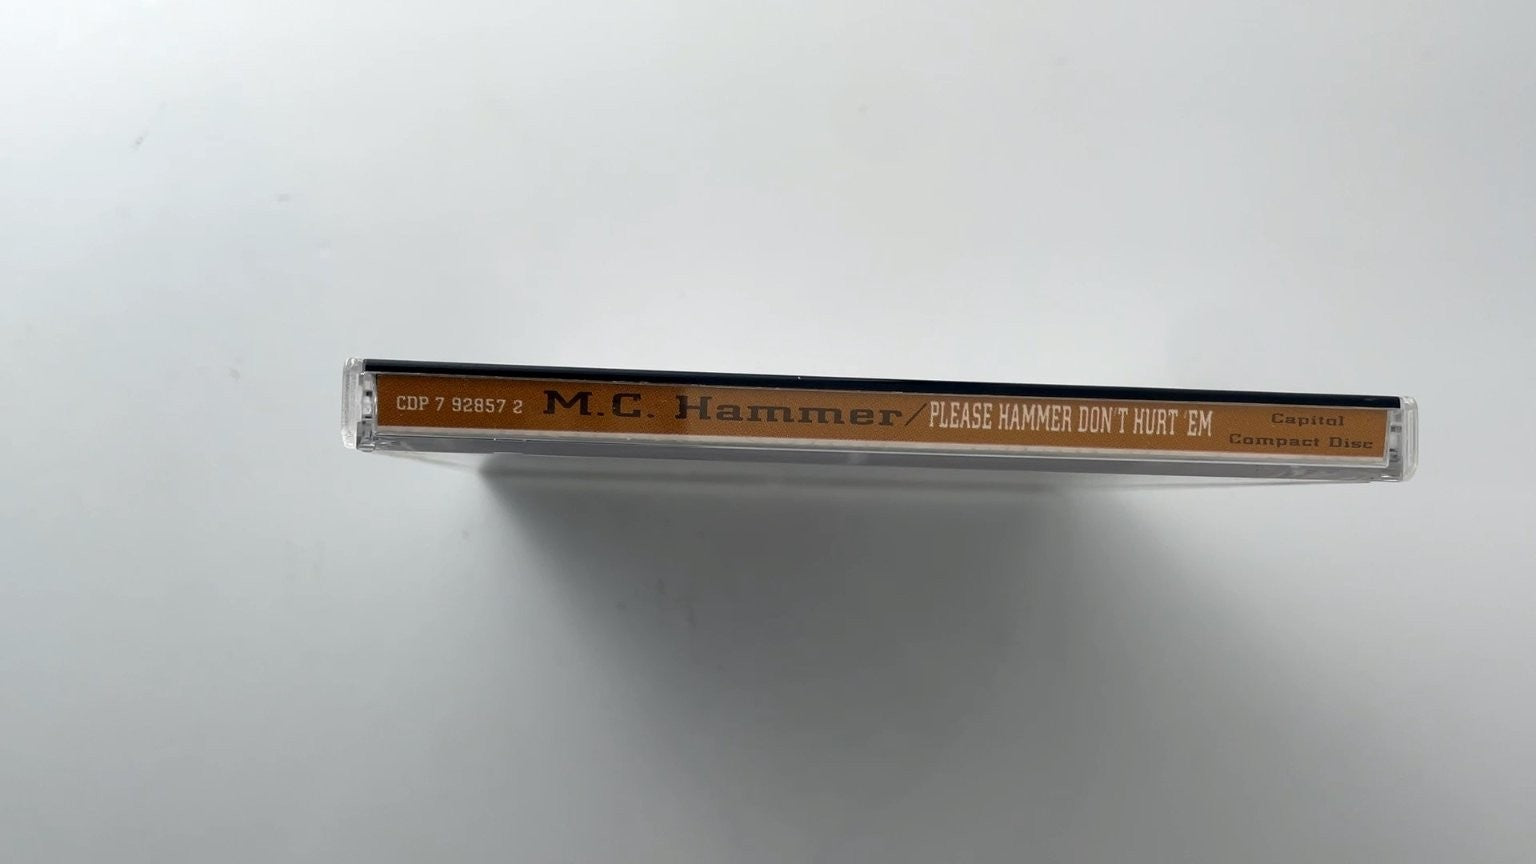 CDP 7 92857 2 M.C. Hammer/PLEASE HAMMER DON'T HURT 'EM
Capitol
Compact Disc